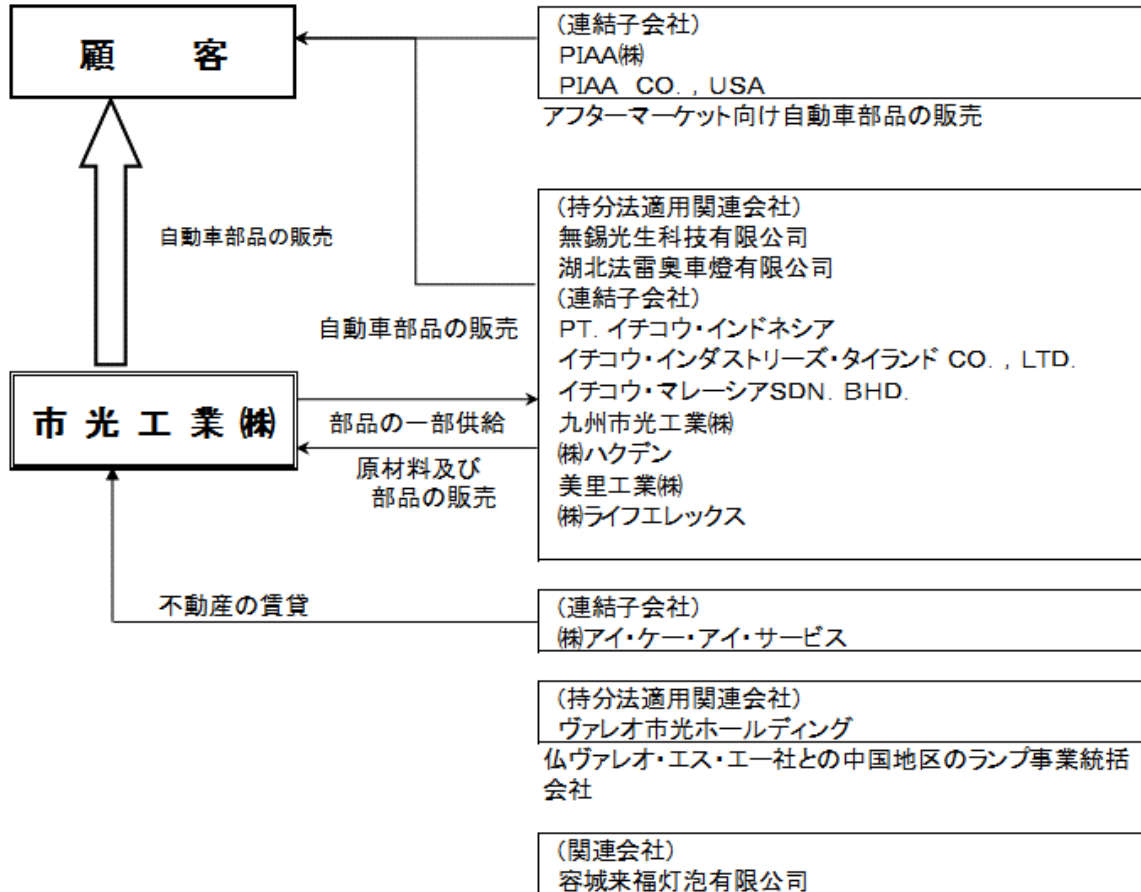 顧 客
自動車部品の販売
市光工業㈱
(連結子会社)
PIAA㈱
PIAA CO., USA
アフターマーケット向け自動車部品の販売
(持分法適用関連会社)
無錫光生科技有限公司
湖北法雷奥車燈有限公司
(連結子会社)
PT. イチコウ・インドネシア
イチコウ・インダストリーズ・タイランド CO., LTD.
イチコウ・マレーシアSDN. BHD.
九州市光工業㈱
㈱ハクデン
美里工業㈱
㈱ライフエレックス
自動車部品の販売
部品の一部供給
原材料及び
部品の販売
不動産の賃貸
(連結子会社)
㈱アイ・ケー・アイ・サービス
(持分法適用関連会社)
ヴァレオ市光ホールディング
仏ヴァレオ・エス・エー社との中国地区のランプ事業統括
会社
(関連会社)
容城来福灯泡有限公司